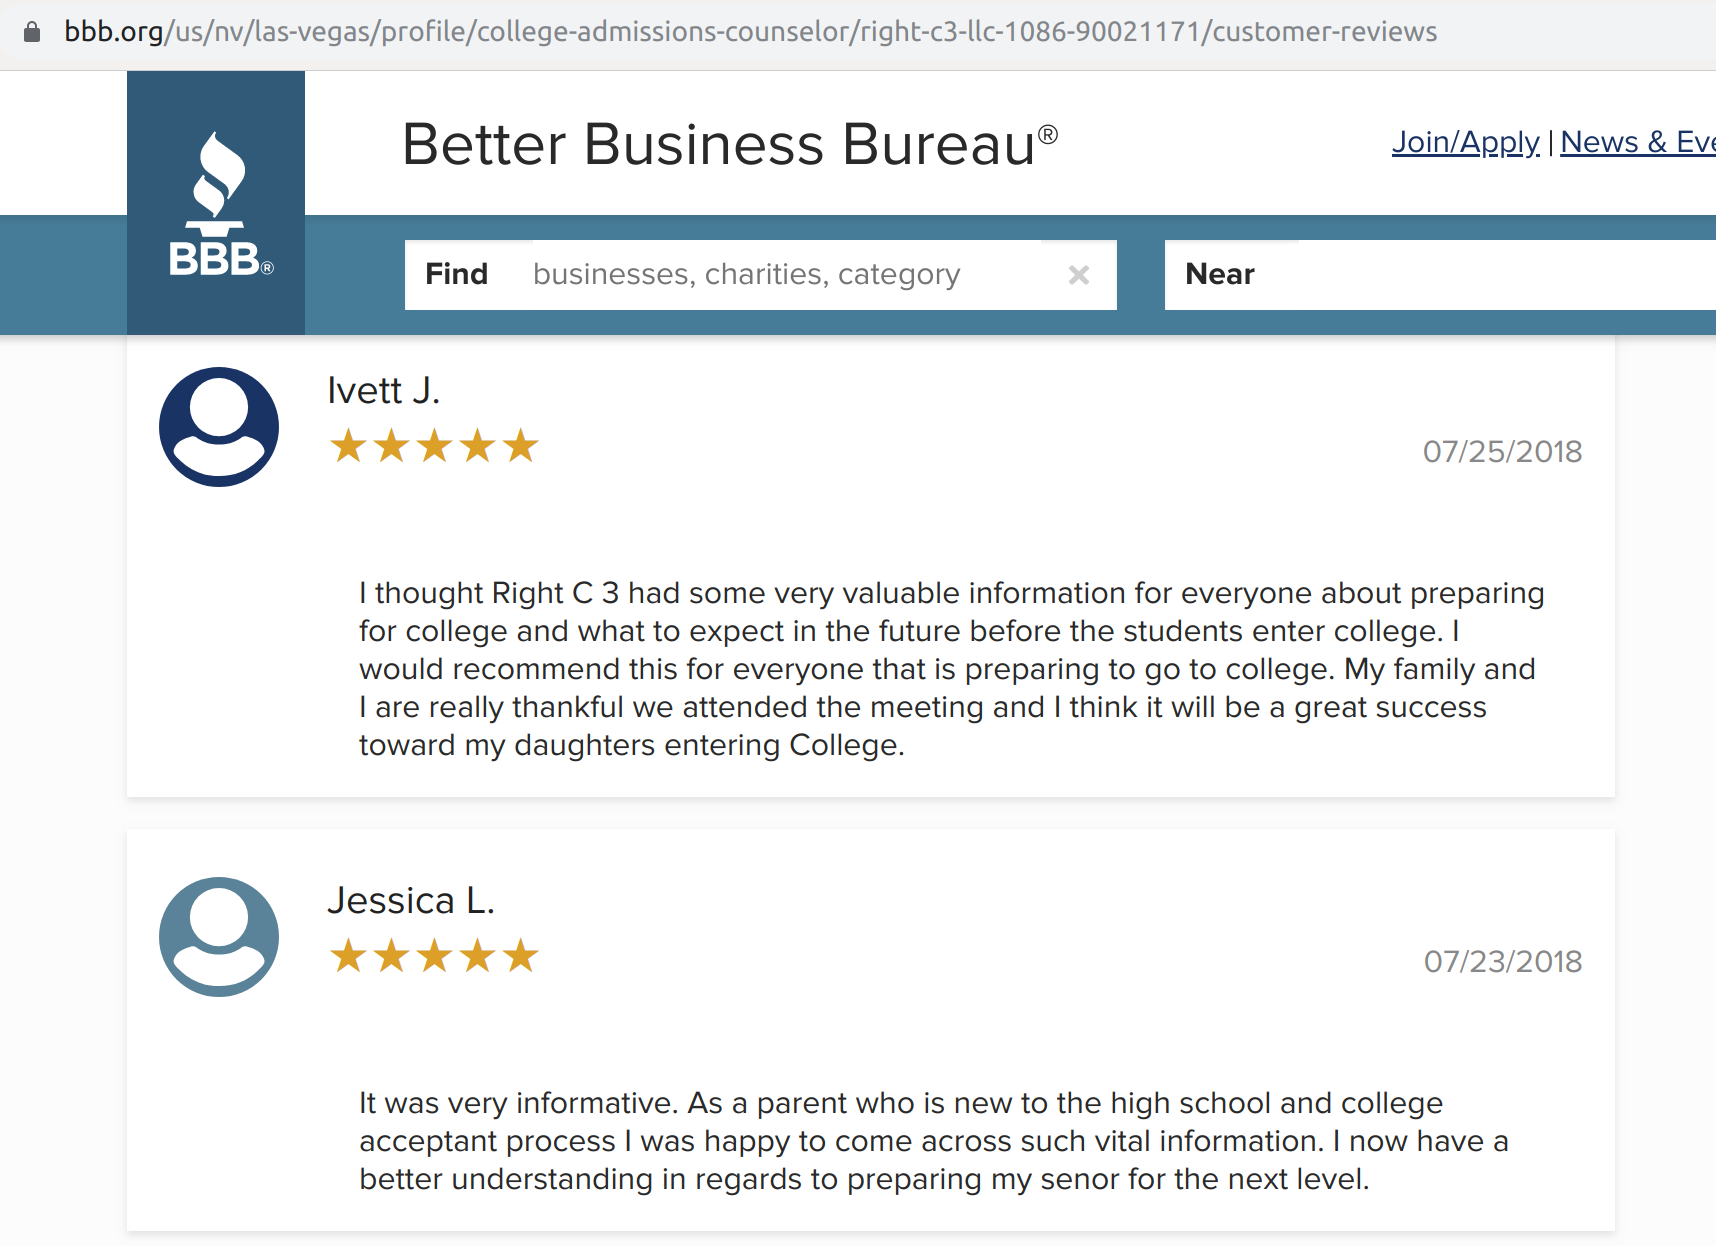 bbb.org/us/nv/las-vegas/profile/college-admissions-counselor/right-c3-llc-1086-90021171/customer-reviews
Better Business Bureau®
Join/Apply | News & Eve
BBB®
Find businesses, charities, category ×
Near
Ivett J.
★★★★★
07/25/2018
I thought Right C 3 had some very valuable information for everyone about preparing
for college and what to expect in the future before the students enter college. I
would recommend this for everyone that is preparing to go to college. My family and
I are really thankful we attended the meeting and I think it will be a great success
toward my daughters entering College.
Jessica L.
★★★★★
07/23/2018
It was very informative. As a parent who is new to the high school and college
acceptant process I was happy to come across such vital information. I now have a
better understanding in regards to preparing my senor for the next level.